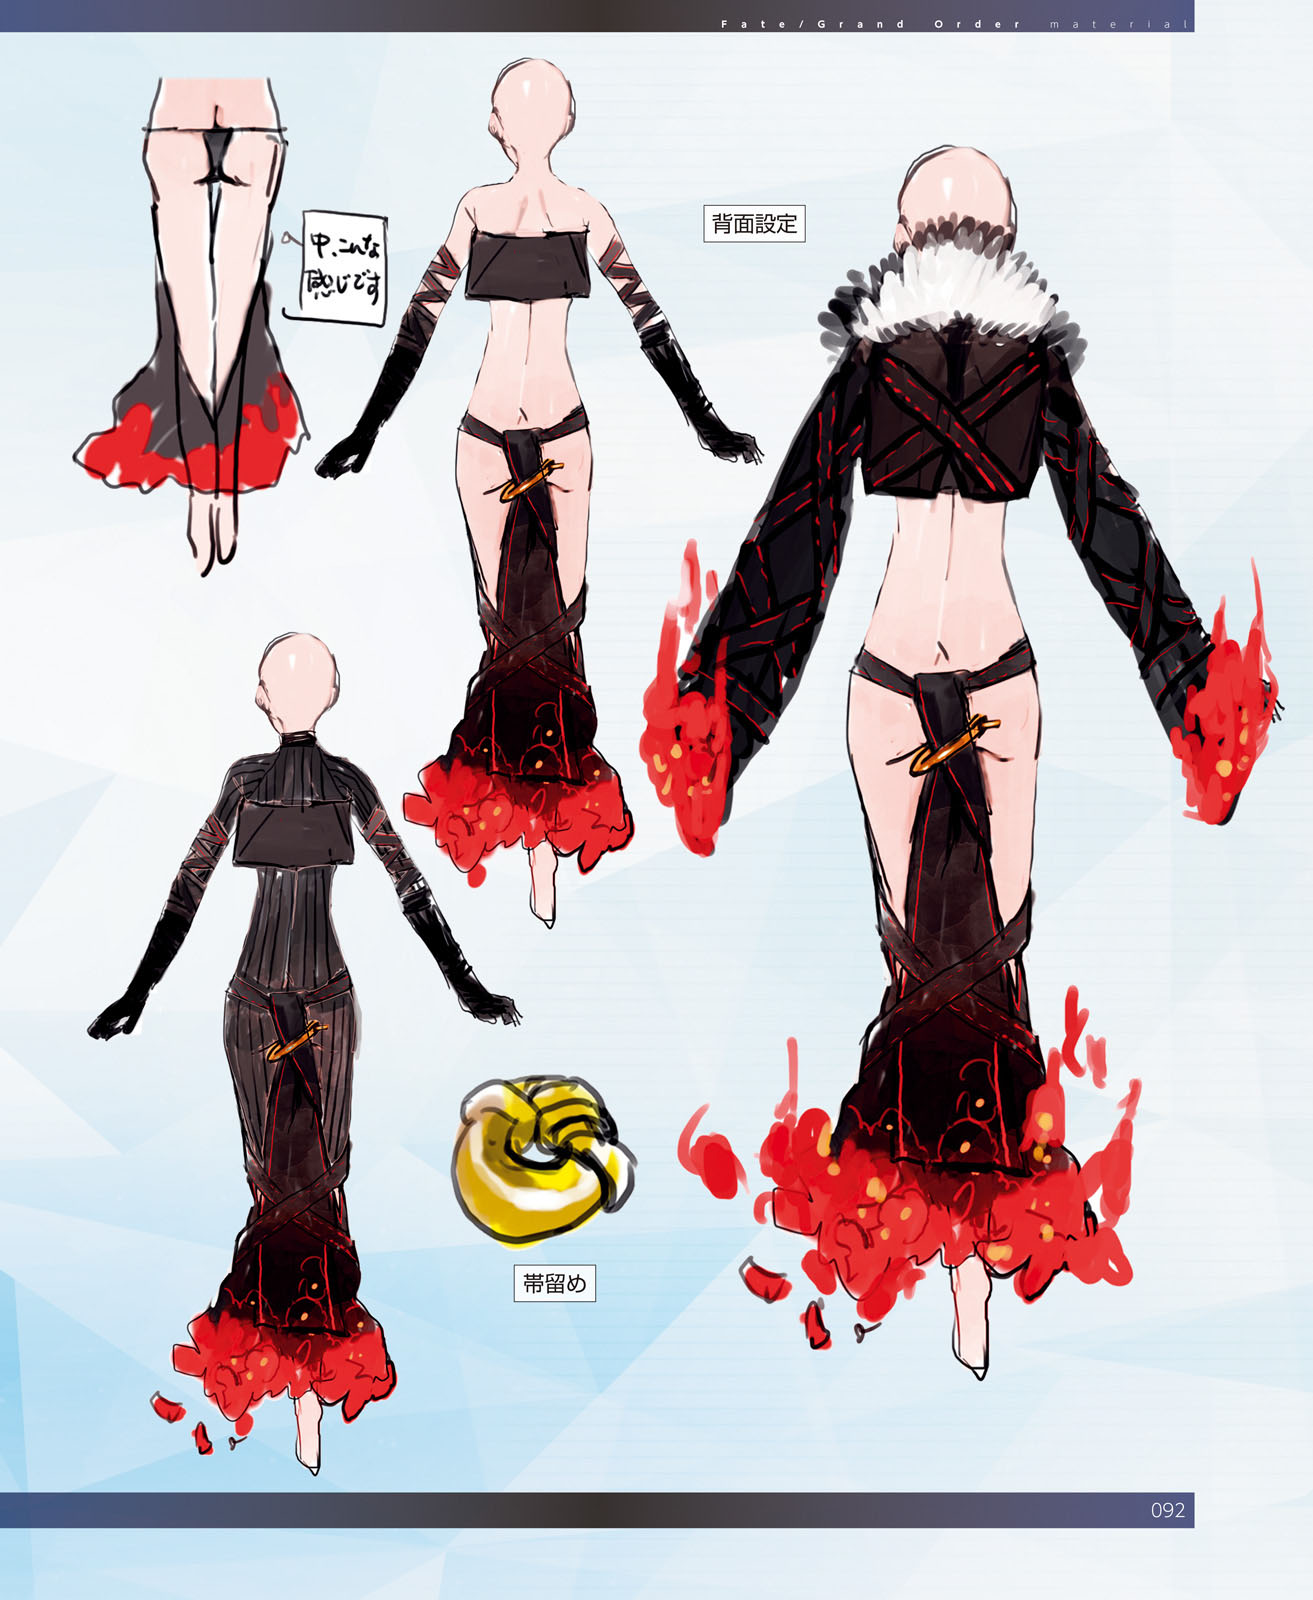 Fate/Grand Order material
中、こんな
感じです
背面設定
帯留め
092